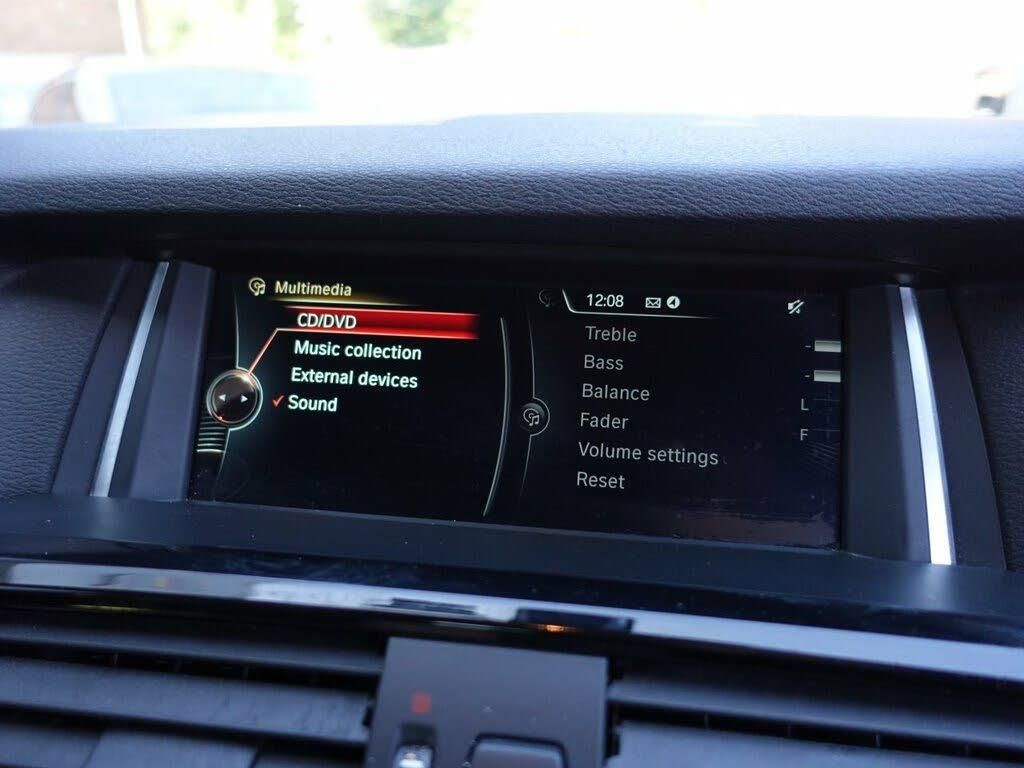 Multimedia
CD/DVD
Music collection
External devices
Sound
12:08
Treble
Bass
Balance
L
Fader
F
Volume settings
Reset